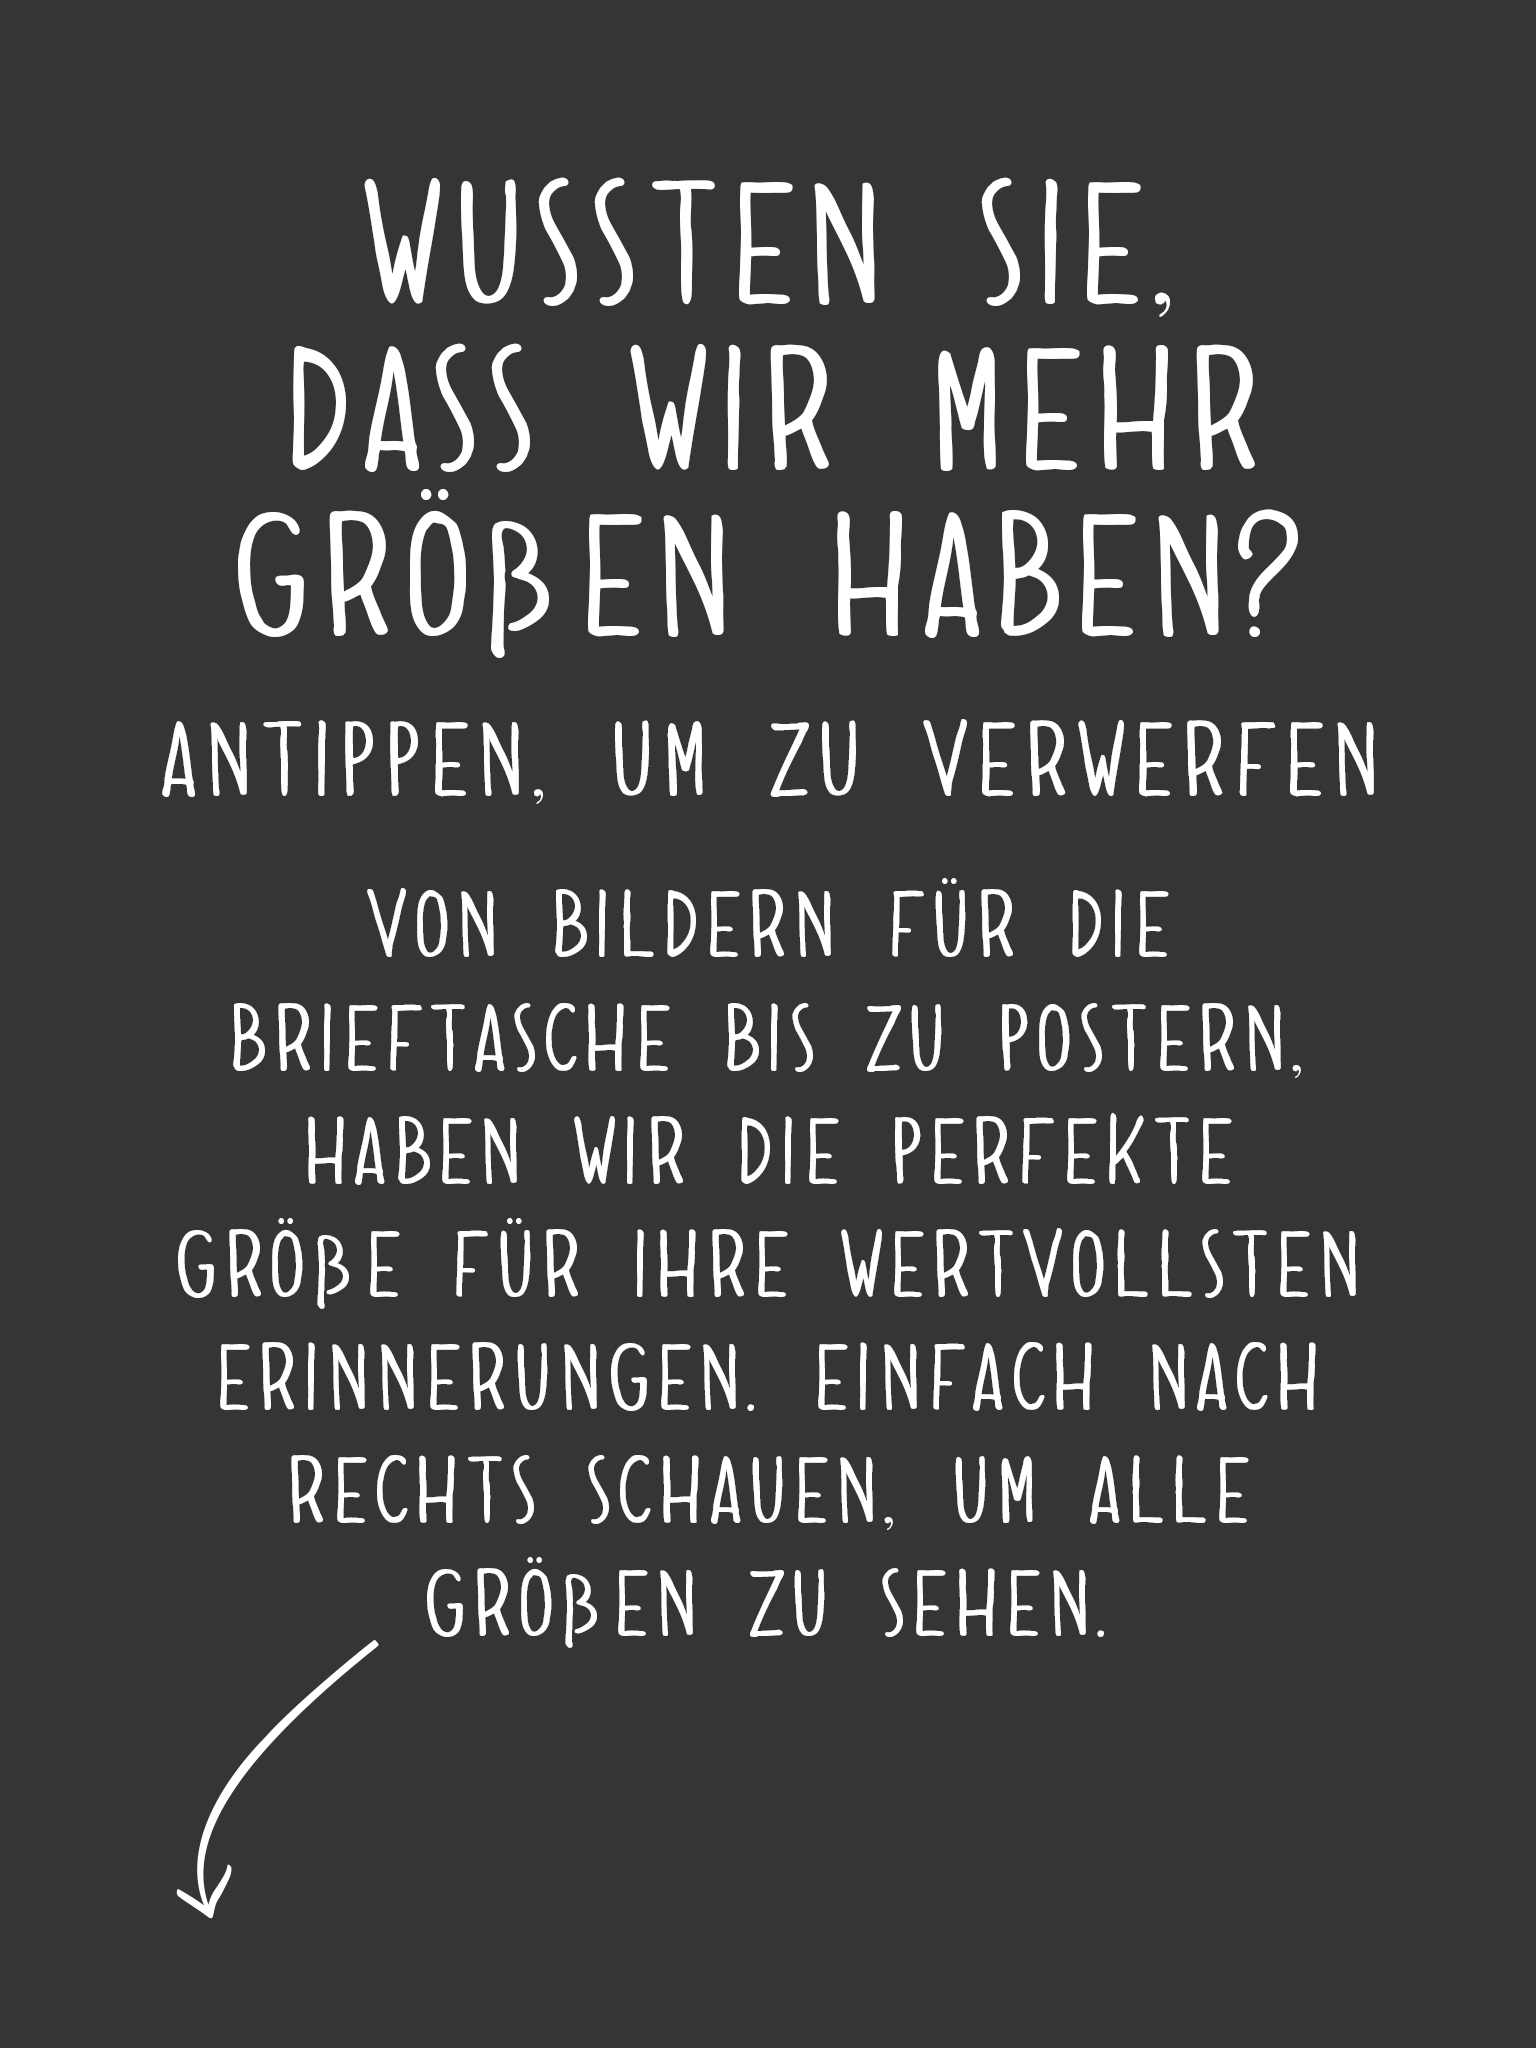 WUSSTEN SIE,
DASS WIR MEHR
GRÖßEN HABEN?
ANTIPPEN, UM ZU VERWERFEN
VON BILDERN FÜR DIE
BRIEFTASCHE BIS ZU POSTERN,
HABEN WIR DIE PERFEKTE
GRÖßE FÜR IHRE WERTVOLLSTEN
ERINNERUNGEN. EINFACH NACH
RECHTS SCHAUEN, UM ALLE
GRÖßEN ZU SEHEN.